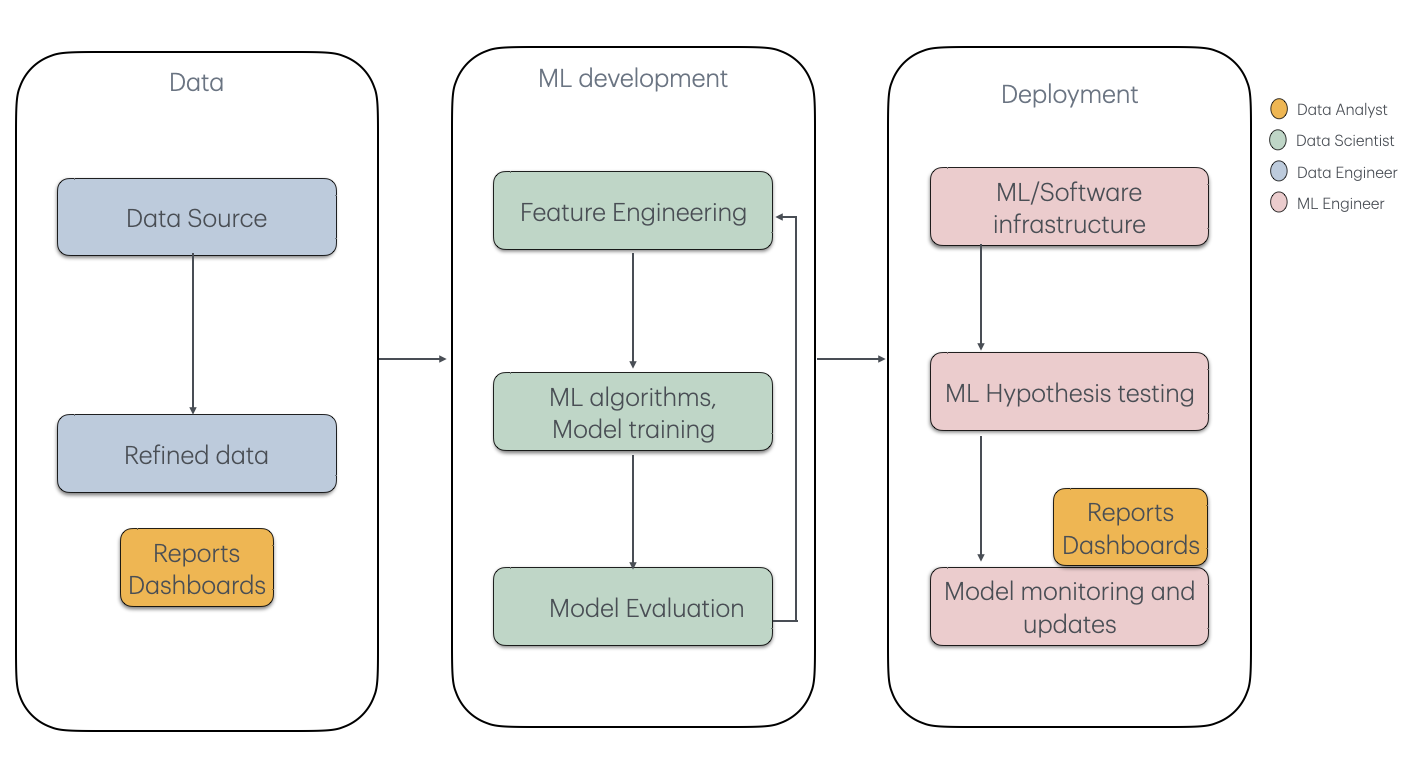 Data
Data Source
Refined data
Reports
Dashboards
ML development
Feature Engineering
ML algorithms,
Model training
Model Evaluation
Deployment
ML/Software
infrastructure
ML Hypothesis testing
Reports
Dashboards
Model monitoring and
updates
Data Analyst
Data Scientist
Data Engineer
ML Engineer